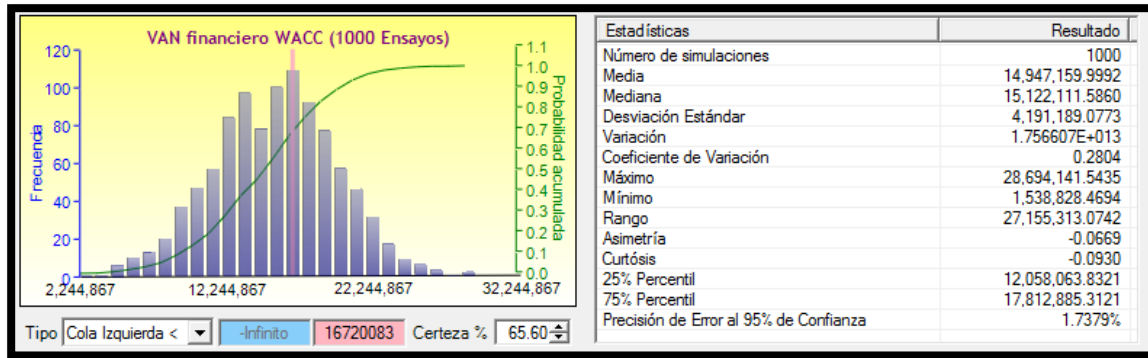 VAN financiero WACC (1000 Ensayos)
120
100
80
60
40
20
0
Frecuencia
1.1
1.0
0.9
0.8
0.7
0.6
0.5
0.4
0.3
0.2
0.1
0.0
Probabilidad acumulada
2,244,867 12,244,867 22,244,867 32,244,867
Tipo Cola Izquierda < -Infinito 16720083 Certeza % 65.60
Estadísticas Resultado
Número de simulaciones 1000
Media 14,947,159.9992
Mediana 15,122,111.5860
Desviación Estándar 4,191,189.0773
Variación 1.756607E+013
Coeficiente de Variación 0.2804
Máximo 28,694,141.5435
Mínimo 1,538,828.4694
Rango 27,155,313.0742
Asimetría -0.0669
Curtósis -0.0930
25% Percentil 12,058,063.8321
75% Percentil 17,812,885.3121
Precisión de Error al 95% de Confianza 1.7379%